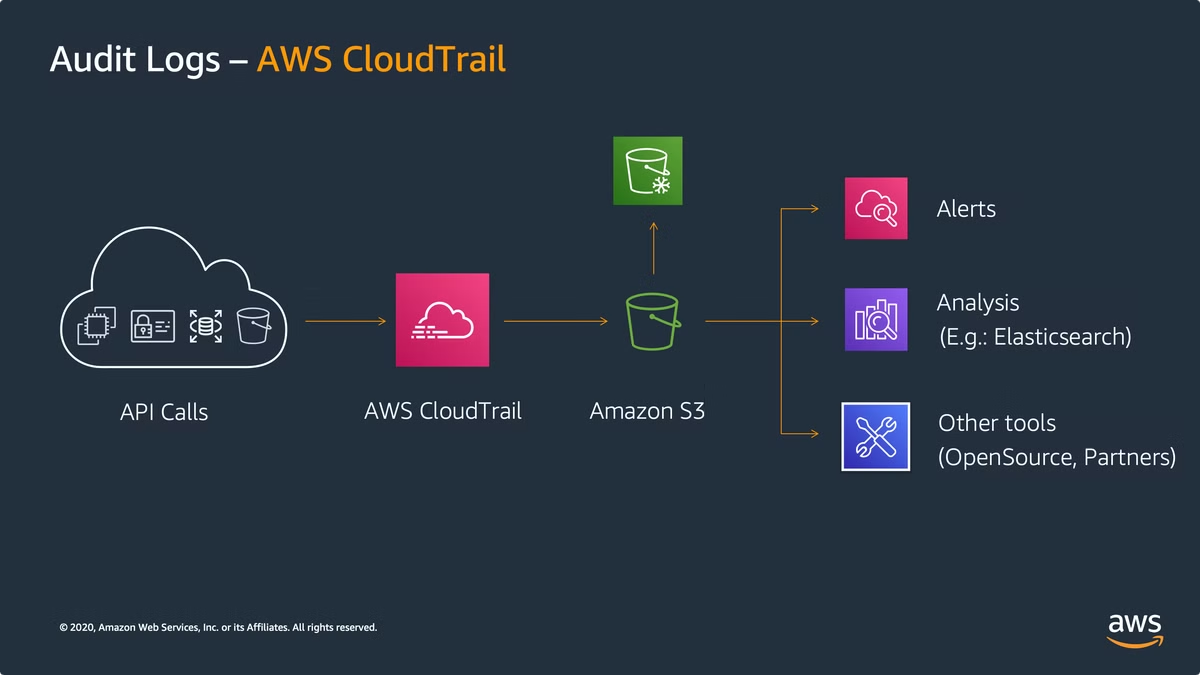 Audit Logs – AWS CloudTrail
API Calls
AWS CloudTrail
Amazon S3
Alerts
Analysis
(E.g.: Elasticsearch)
Other tools
(OpenSource, Partners)
© 2020, Amazon Web Services, Inc. or its Affiliates. All rights reserved.
aws